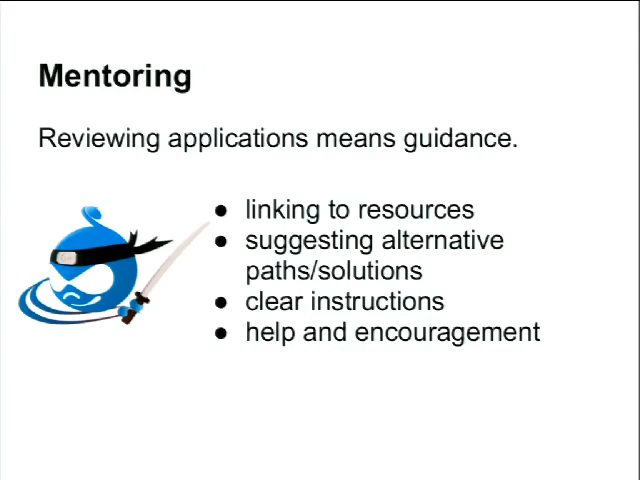 Mentoring
Reviewing applications means guidance.
● linking to resources
● suggesting alternative
paths/solutions
● clear instructions
● help and encouragement